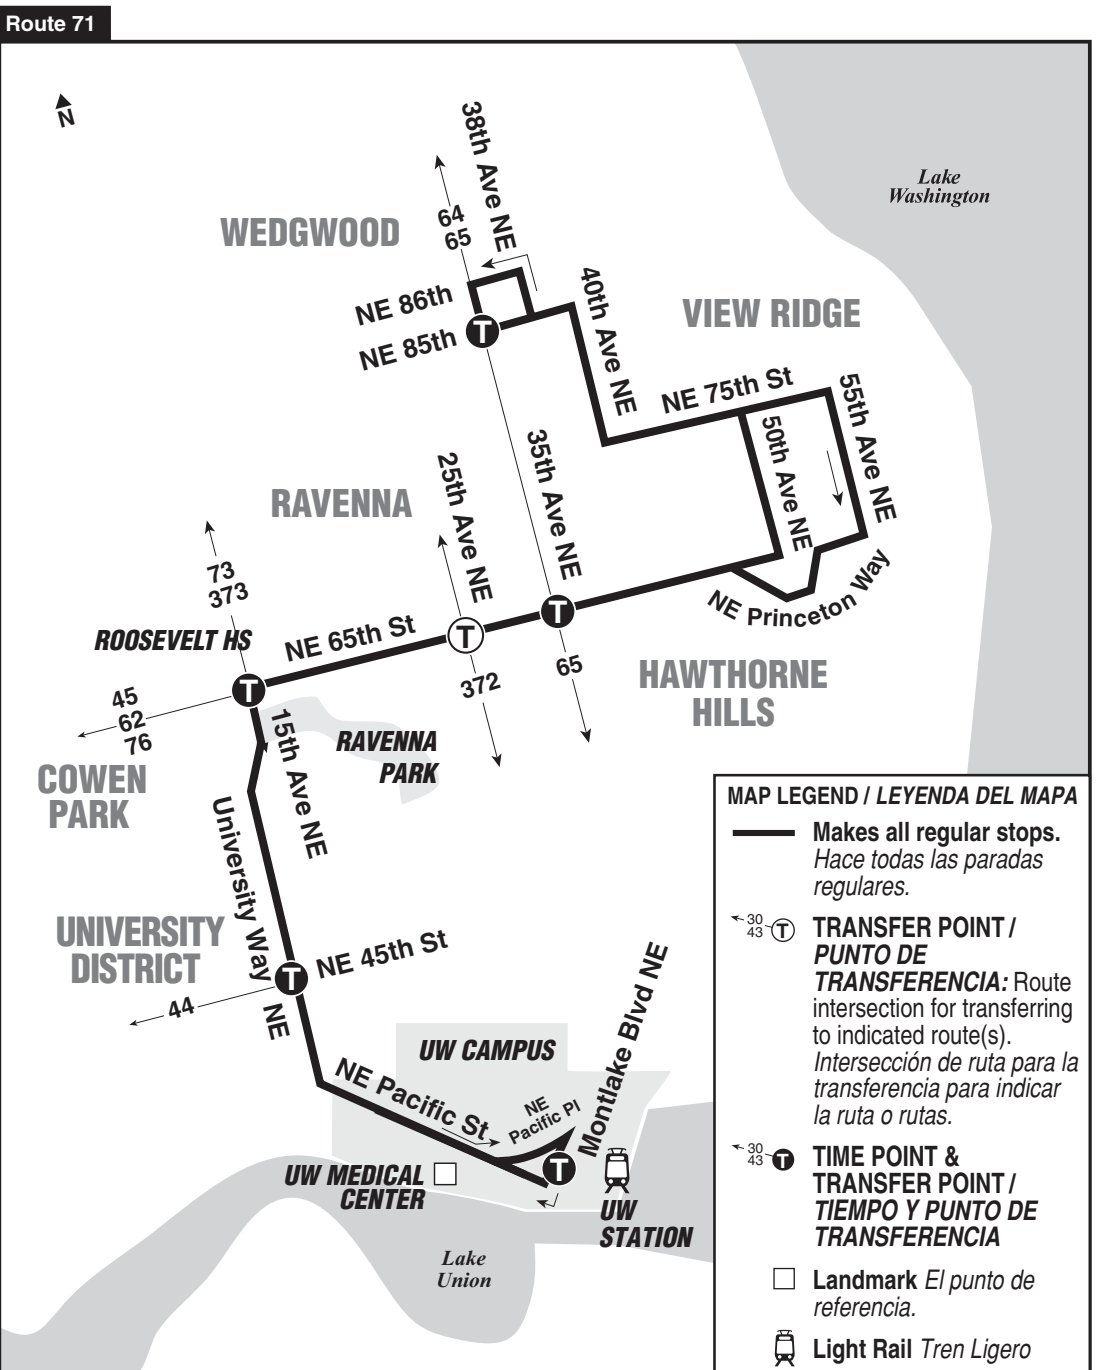 Route 71
N
Lake
Washington
38th Ave NE
64
65
WEDGWOOD
NE 86th
NE 85th
40th Ave NE
VIEW RIDGE
NE 75th St
55th Ave NE
50th Ave NE
35th Ave NE
25th Ave NE
RAVENNA
73
373
NE Princeton Way
ROOSEVELT HS
NE 65th St
T
T
T
T
65
372
HAWTHORNE
HILLS
45
62
76
15th Ave NE
RAVENNA
PARK
COWEN
PARK
University Way NE
UNIVERSITY
DISTRICT
T
NE 45th St
44
Montlake Blvd NE
UW CAMPUS
NE Pacific St
NE
Pacific Pl
T
UW MEDICAL
CENTER
UW
STATION
Lake
Union
MAP LEGEND / LEYENDA DEL MAPA
Makes all regular stops.
Hace todas las paradas
regulares.
30
43
T
TRANSFER POINT /
PUNTO DE
TRANSFERENCIA: Route
intersection for transferring
to indicated route(s).
Intersección de ruta para la
transferencia para indicar
la ruta o rutas.
30
43
T
TIME POINT &
TRANSFER POINT /
TIEMPO Y PUNTO DE
TRANSFERENCIA
Landmark El punto de
referencia.
Light Rail Tren Ligero
T